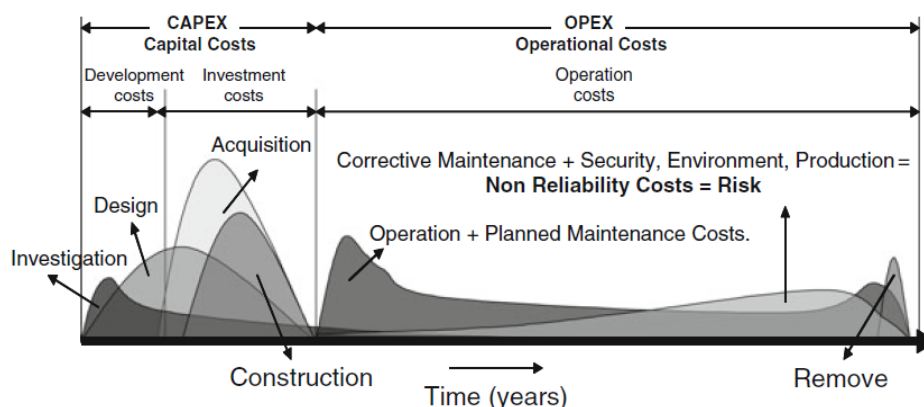 CAPEX
Capital Costs
OPEX
Operational Costs
Development
costs
Investment
costs
Operation
costs
Acquisition
Corrective Maintenance + Security, Environment, Production =
Non Reliability Costs = Risk
Design
Operation + Planned Maintenance Costs.
Investigation
Construction
Time (years)
Remove